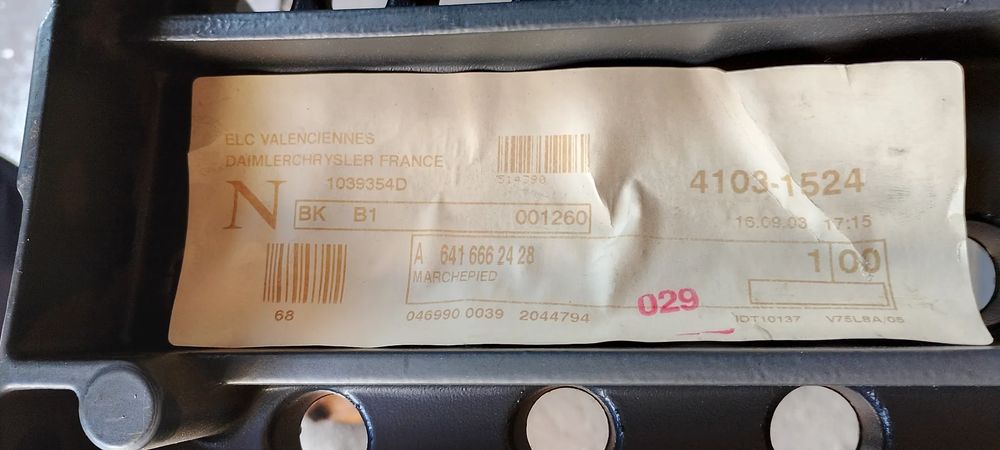 ELC VALENCIENNES
DAIMLERCHRYSLER FRANCE
514390
4103-1524
N
1039354D
BK B1 001260
16.09.03 17:15
A 641 666 24 28
1 00
MARCHEPIED
029
68
046990 0039 2044794
IDT10137 V75L8A/05